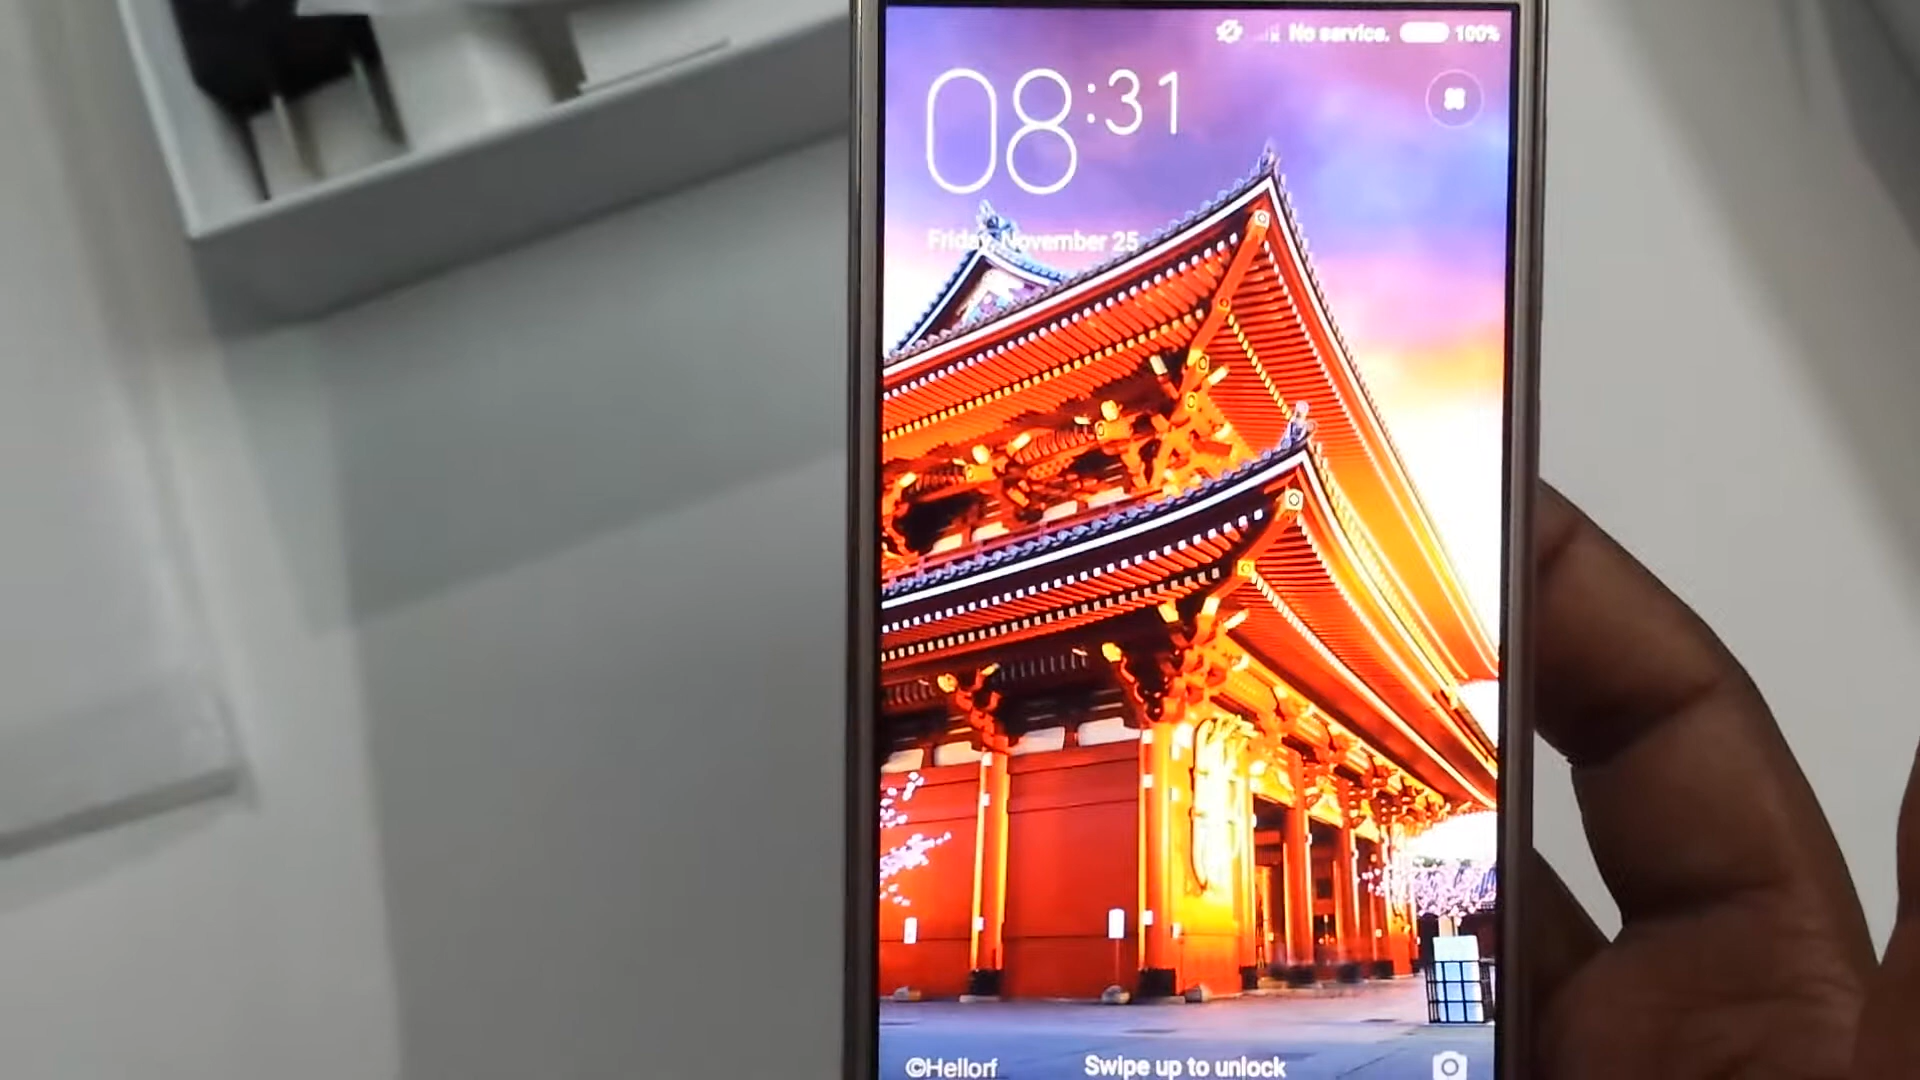 No service. 100%
08:31
Friday, November 25
©Hellorf
Swipe up to unlock